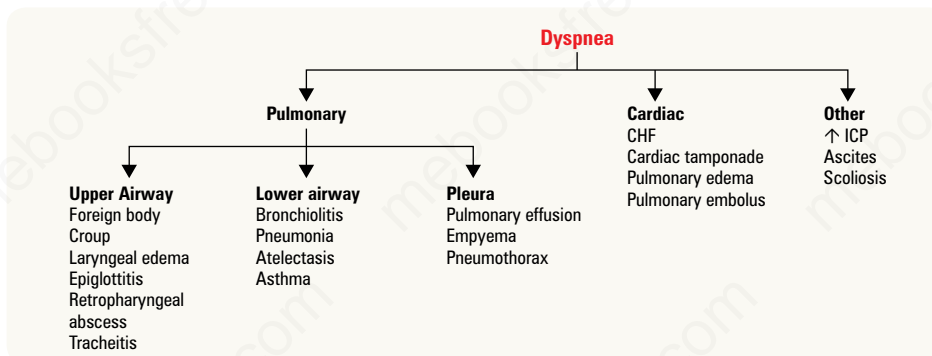 Dyspnea
Pulmonary
Upper Airway
Foreign body
Croup
Laryngeal edema
Epiglottitis
Retropharyngeal
abscess
Tracheitis
Lower airway
Bronchiolitis
Pneumonia
Atelectasis
Asthma
Pleura
Pulmonary effusion
Empyema
Pneumothorax
Cardiac
CHF
Cardiac tamponade
Pulmonary edema
Pulmonary embolus
Other
↑ ICP
Ascites
Scoliosis